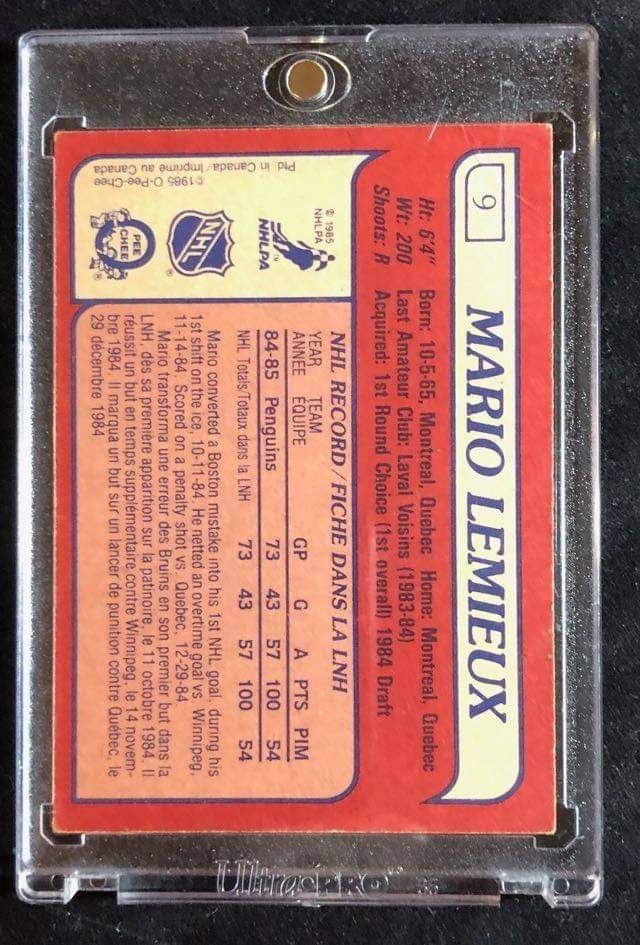 9
MARIO LEMIEUX
Ht: 6'4" Born: 10-5-65, Montreal, Quebec Home: Montreal, Quebec
Wt: 200 Last Amateur Club: Laval Voisins (1983-84)
Shoots: R Acquired: 1st Round Choice (1st overall) 1984 Draft
© 1985
NHLPA
NHLPA
TM
NHL
®
PEE
CHEE
®
©1985 O-Pee-Chee
Ptd. in Canada/Imprimé au Canada
NHL RECORD/FICHE DANS LA LNH
YEAR TEAM
ANNÉE ÉQUIPE GP G A PTS PIM
84-85 Penguins 73 43 57 100 54
NHL Totals/Totaux dans la LNH 73 43 57 100 54
Mario converted a Boston mistake into his 1st NHL goal, during his
1st shift on the ice, 10-11-84. He netted an overtime goal vs. Winnipeg,
11-14-84. Scored on a penalty shot vs. Quebec, 12-29-84.
Mario transforma une erreur des Bruins en son premier but dans la
LNH, dès sa première apparition sur la patinoire, le 11 octobre 1984. Il
réussit un but en temps supplémentaire contre Winnipeg, le 14 novem-
bre 1984. Il marqua un but sur un lancer de punition contre Québec, le
29 décembre 1984.
Ultra•PRO 35